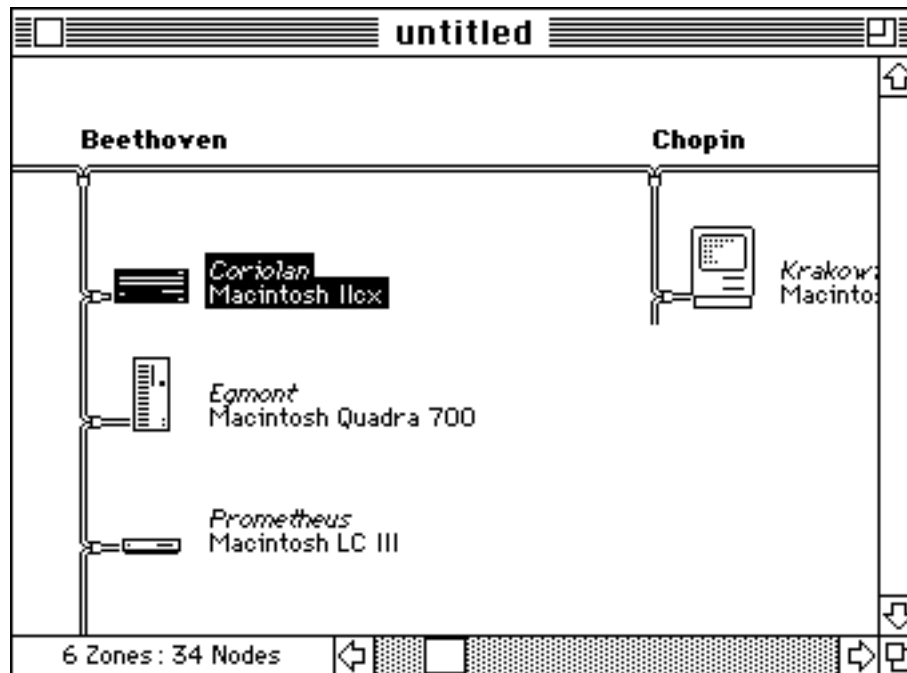 untitled
Beethoven
Chopin
Coriolan
Macintosh IIcx
Egmont
Macintosh Quadra 700
Prometheus
Macintosh LC III
6 Zones : 34 Nodes